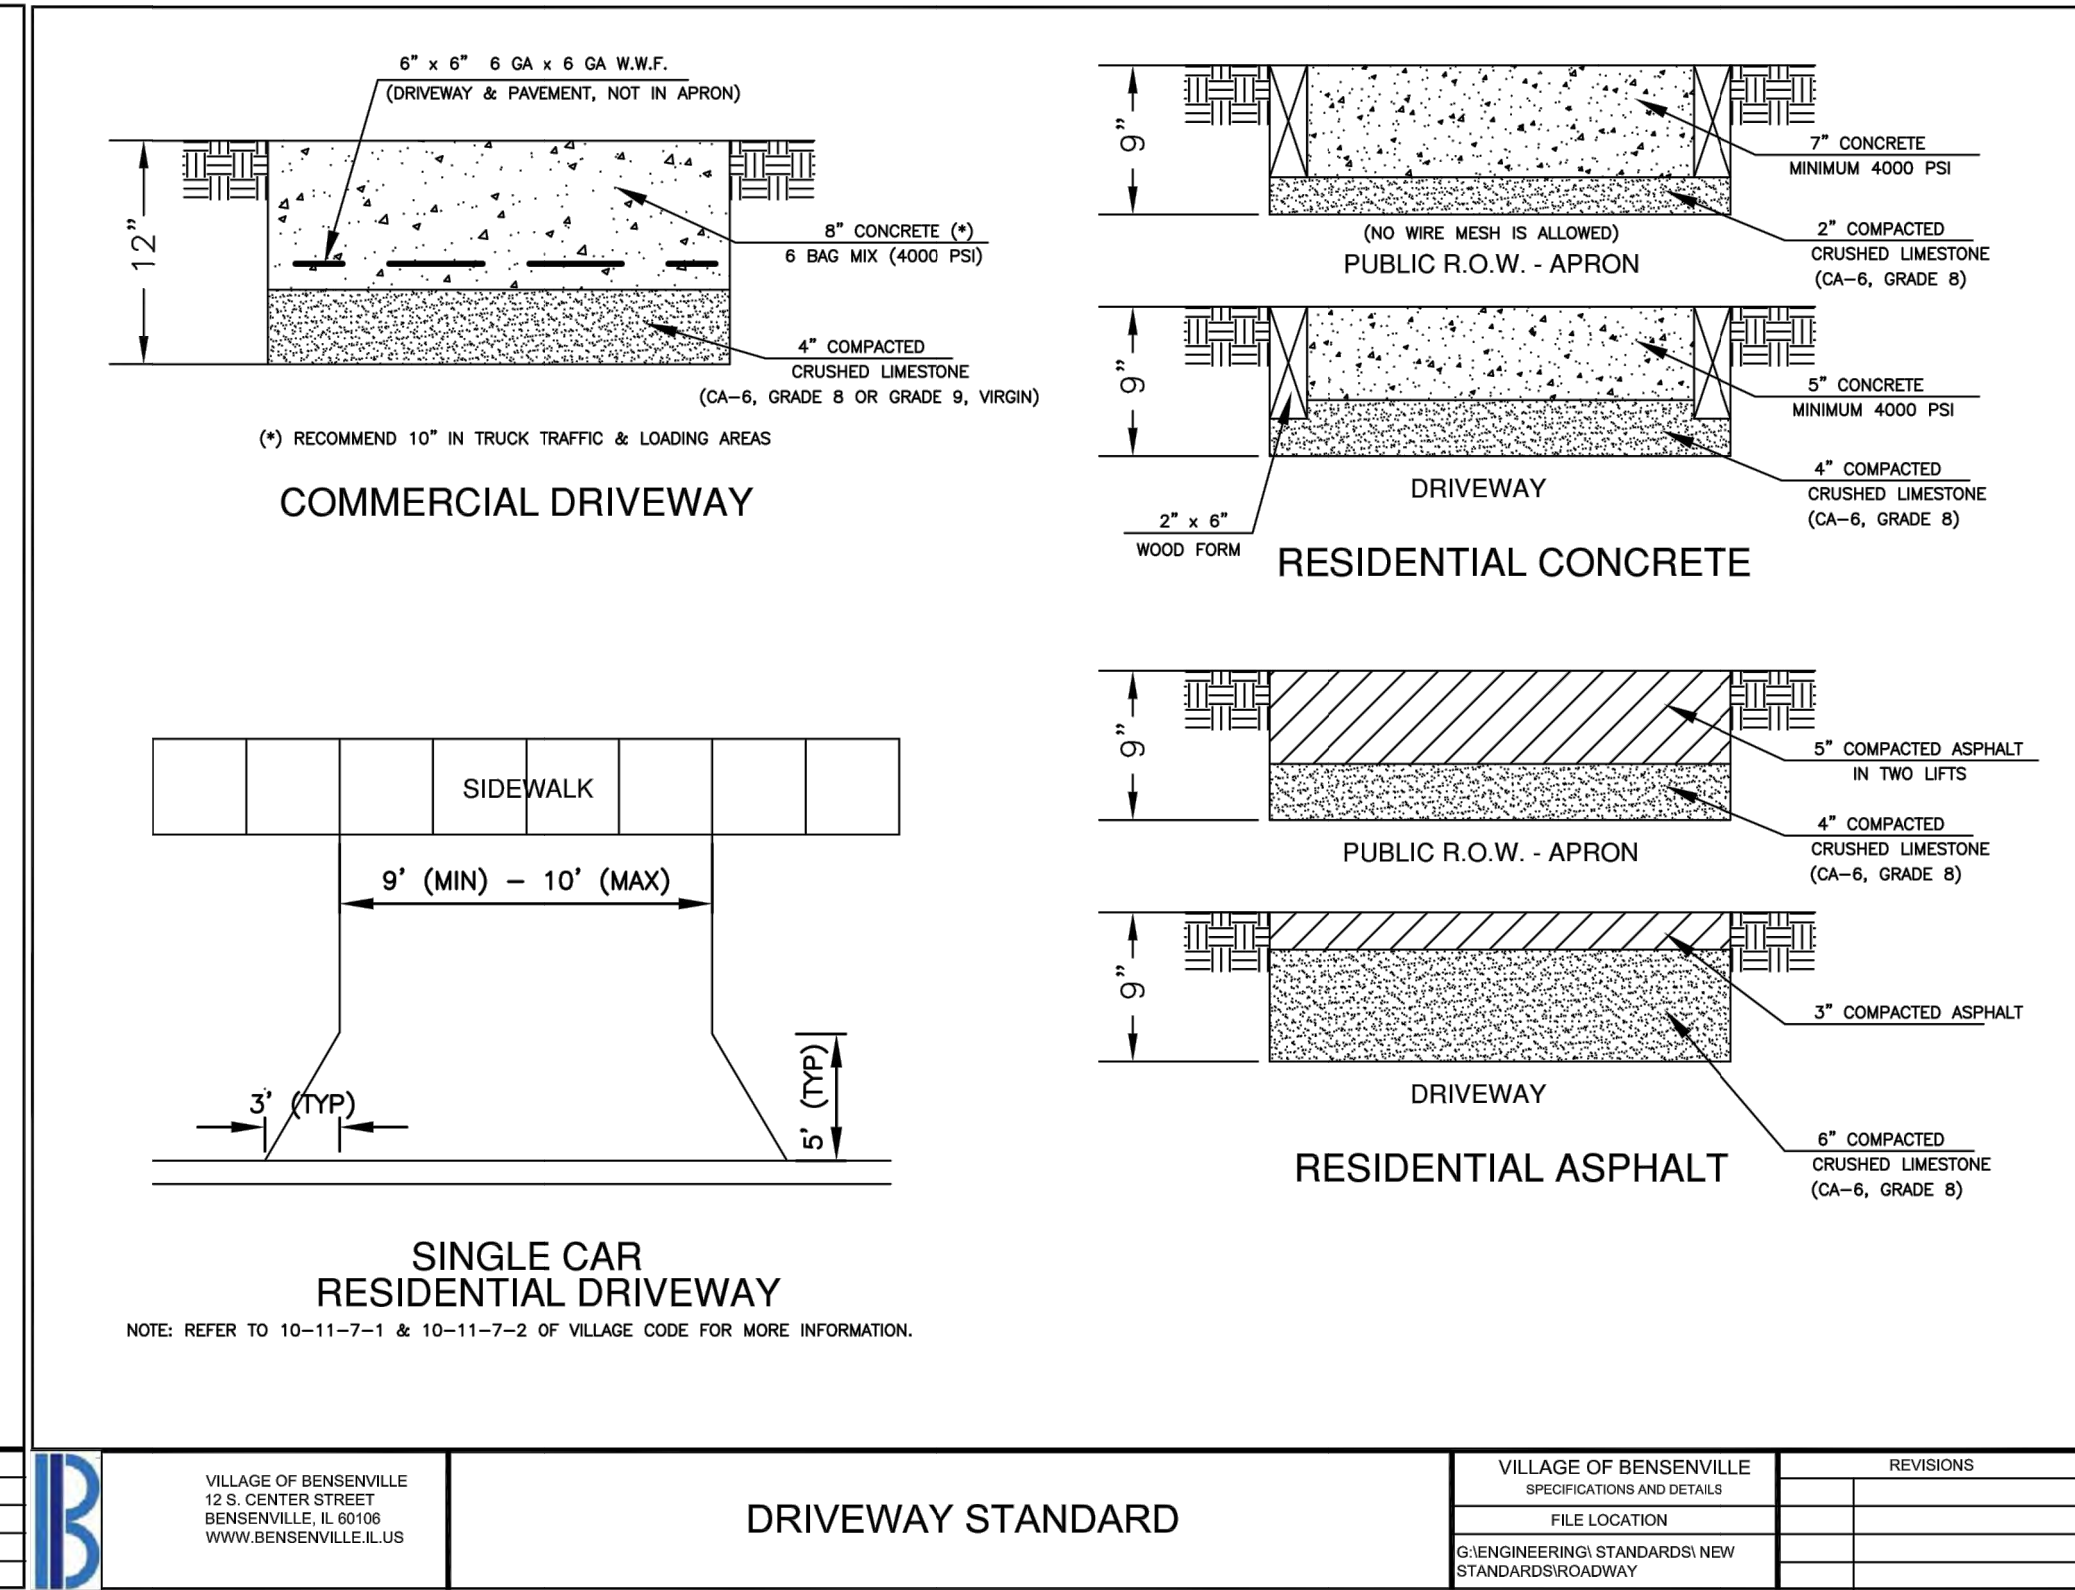 6" x 6" 6 GA x 6 GA W.W.F.
(DRIVEWAY & PAVEMENT, NOT IN APRON)
12"
8" CONCRETE (*)
6 BAG MIX (4000 PSI)
4" COMPACTED
CRUSHED LIMESTONE
(CA-6, GRADE 8 OR GRADE 9, VIRGIN)
(*) RECOMMEND 10" IN TRUCK TRAFFIC & LOADING AREAS
COMMERCIAL DRIVEWAY
9"
7" CONCRETE
MINIMUM 4000 PSI
2" COMPACTED
CRUSHED LIMESTONE
(CA-6, GRADE 8)
(NO WIRE MESH IS ALLOWED)
PUBLIC R.O.W. - APRON
9"
5" CONCRETE
MINIMUM 4000 PSI
4" COMPACTED
CRUSHED LIMESTONE
(CA-6, GRADE 8)
DRIVEWAY
2" x 6"
WOOD FORM
RESIDENTIAL CONCRETE
SIDEWALK
9' (MIN) - 10' (MAX)
3' (TYP)
5' (TYP)
SINGLE CAR
RESIDENTIAL DRIVEWAY
NOTE: REFER TO 10-11-7-1 & 10-11-7-2 OF VILLAGE CODE FOR MORE INFORMATION.
9"
5" COMPACTED ASPHALT
IN TWO LIFTS
4" COMPACTED
CRUSHED LIMESTONE
(CA-6, GRADE 8)
PUBLIC R.O.W. - APRON
9"
3" COMPACTED ASPHALT
DRIVEWAY
6" COMPACTED
CRUSHED LIMESTONE
(CA-6, GRADE 8)
RESIDENTIAL ASPHALT
B
VILLAGE OF BENSENVILLE
12 S. CENTER STREET
BENSENVILLE, IL 60106
WWW.BENSENVILLE.IL.US
DRIVEWAY STANDARD
VILLAGE OF BENSENVILLE
SPECIFICATIONS AND DETAILS
FILE LOCATION
G:\ENGINEERING\ STANDARDS\ NEW
STANDARDS\ROADWAY
REVISIONS